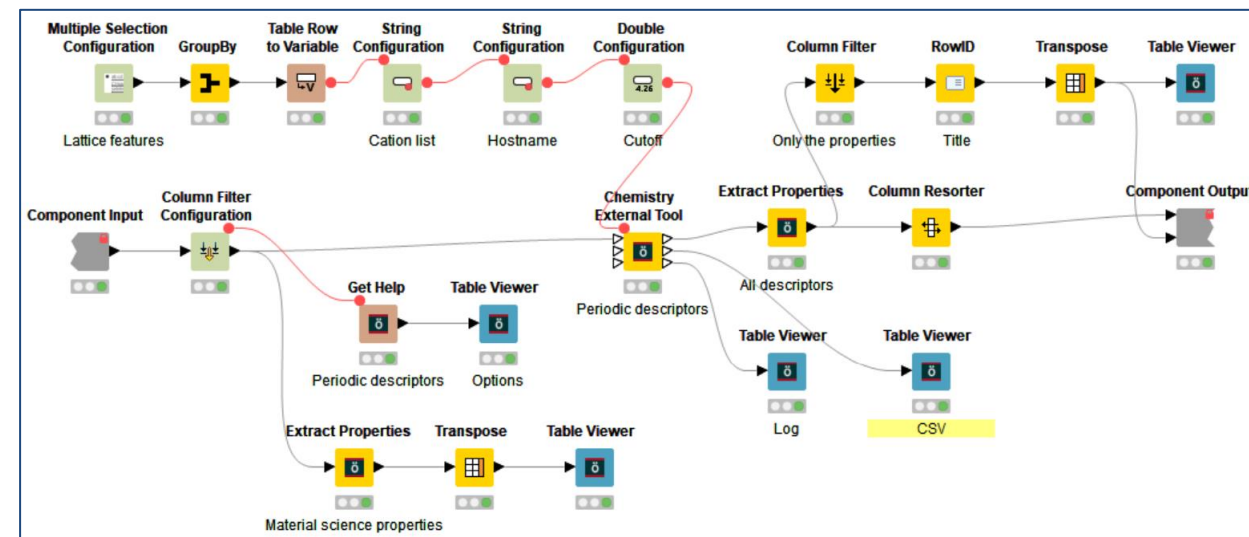 Multiple Selection
Configuration
GroupBy
Table Row
to Variable
String
Configuration
String
Configuration
Double
Configuration
Column Filter
RowID
Transpose
Table Viewer
V
4.26
ö
Lattice features
Cation list
Hostname
Cutoff
Only the properties
Title
Component Input
Column Filter
Configuration
Chemistry
External Tool
Extract Properties
Column Resorter
Component Output
ö
ö
Periodic descriptors
All descriptors
Get Help
Table Viewer
ö
ö
Periodic descriptors
Options
Table Viewer
Table Viewer
ö
ö
Log
CSV
Extract Properties
Transpose
Table Viewer
ö
ö
Material science properties